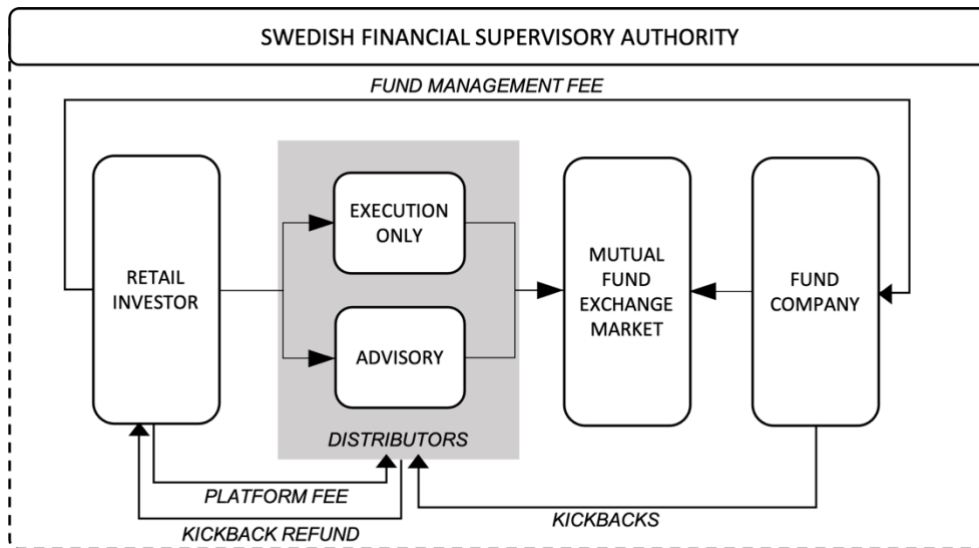 SWEDISH FINANCIAL SUPERVISORY AUTHORITY
FUND MANAGEMENT FEE
RETAIL
INVESTOR
EXECUTION
ONLY
ADVISORY
DISTRIBUTORS
MUTUAL
FUND
EXCHANGE
MARKET
FUND
COMPANY
PLATFORM FEE
KICKBACK REFUND
KICKBACKS